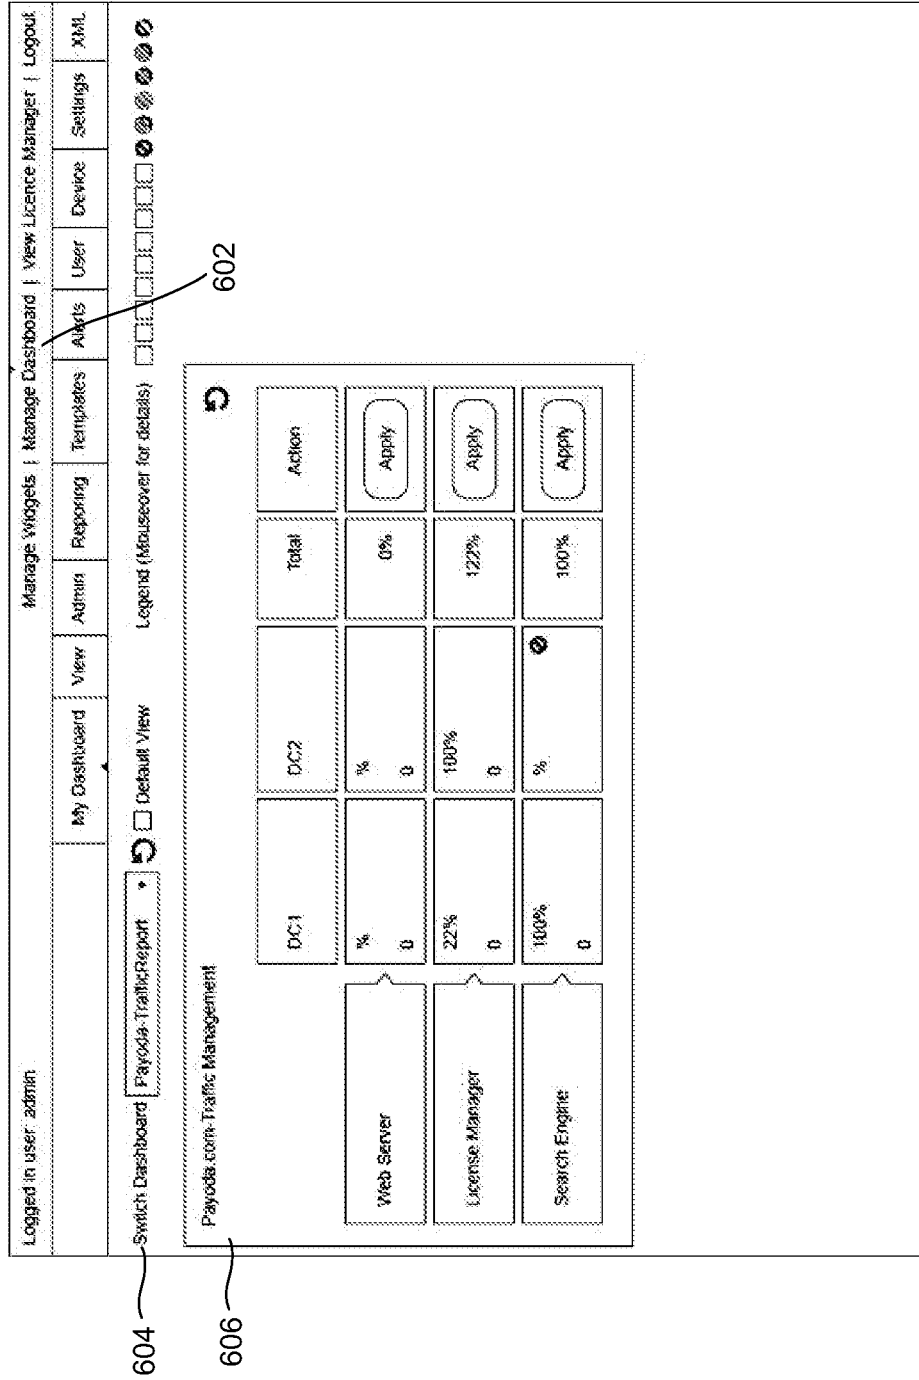 Logged in user: admin
Manage Widgets | Manage Dashboard | View Licence Manager | Logout
My Dashboard View Admin Reporing Templates Alerts User Device Settings XML
Switch Dashboard Payoda-TrafficReport Default View Legend (Mouseover for details)
602
604
606
Payoda.com-Traffic Management
DC1 DC2 Total Action
Web Server % 0 % 0 0% Apply
License Manager 22% 0 100% 0 122% Apply
Search Engine 100% 0 % 100% Apply